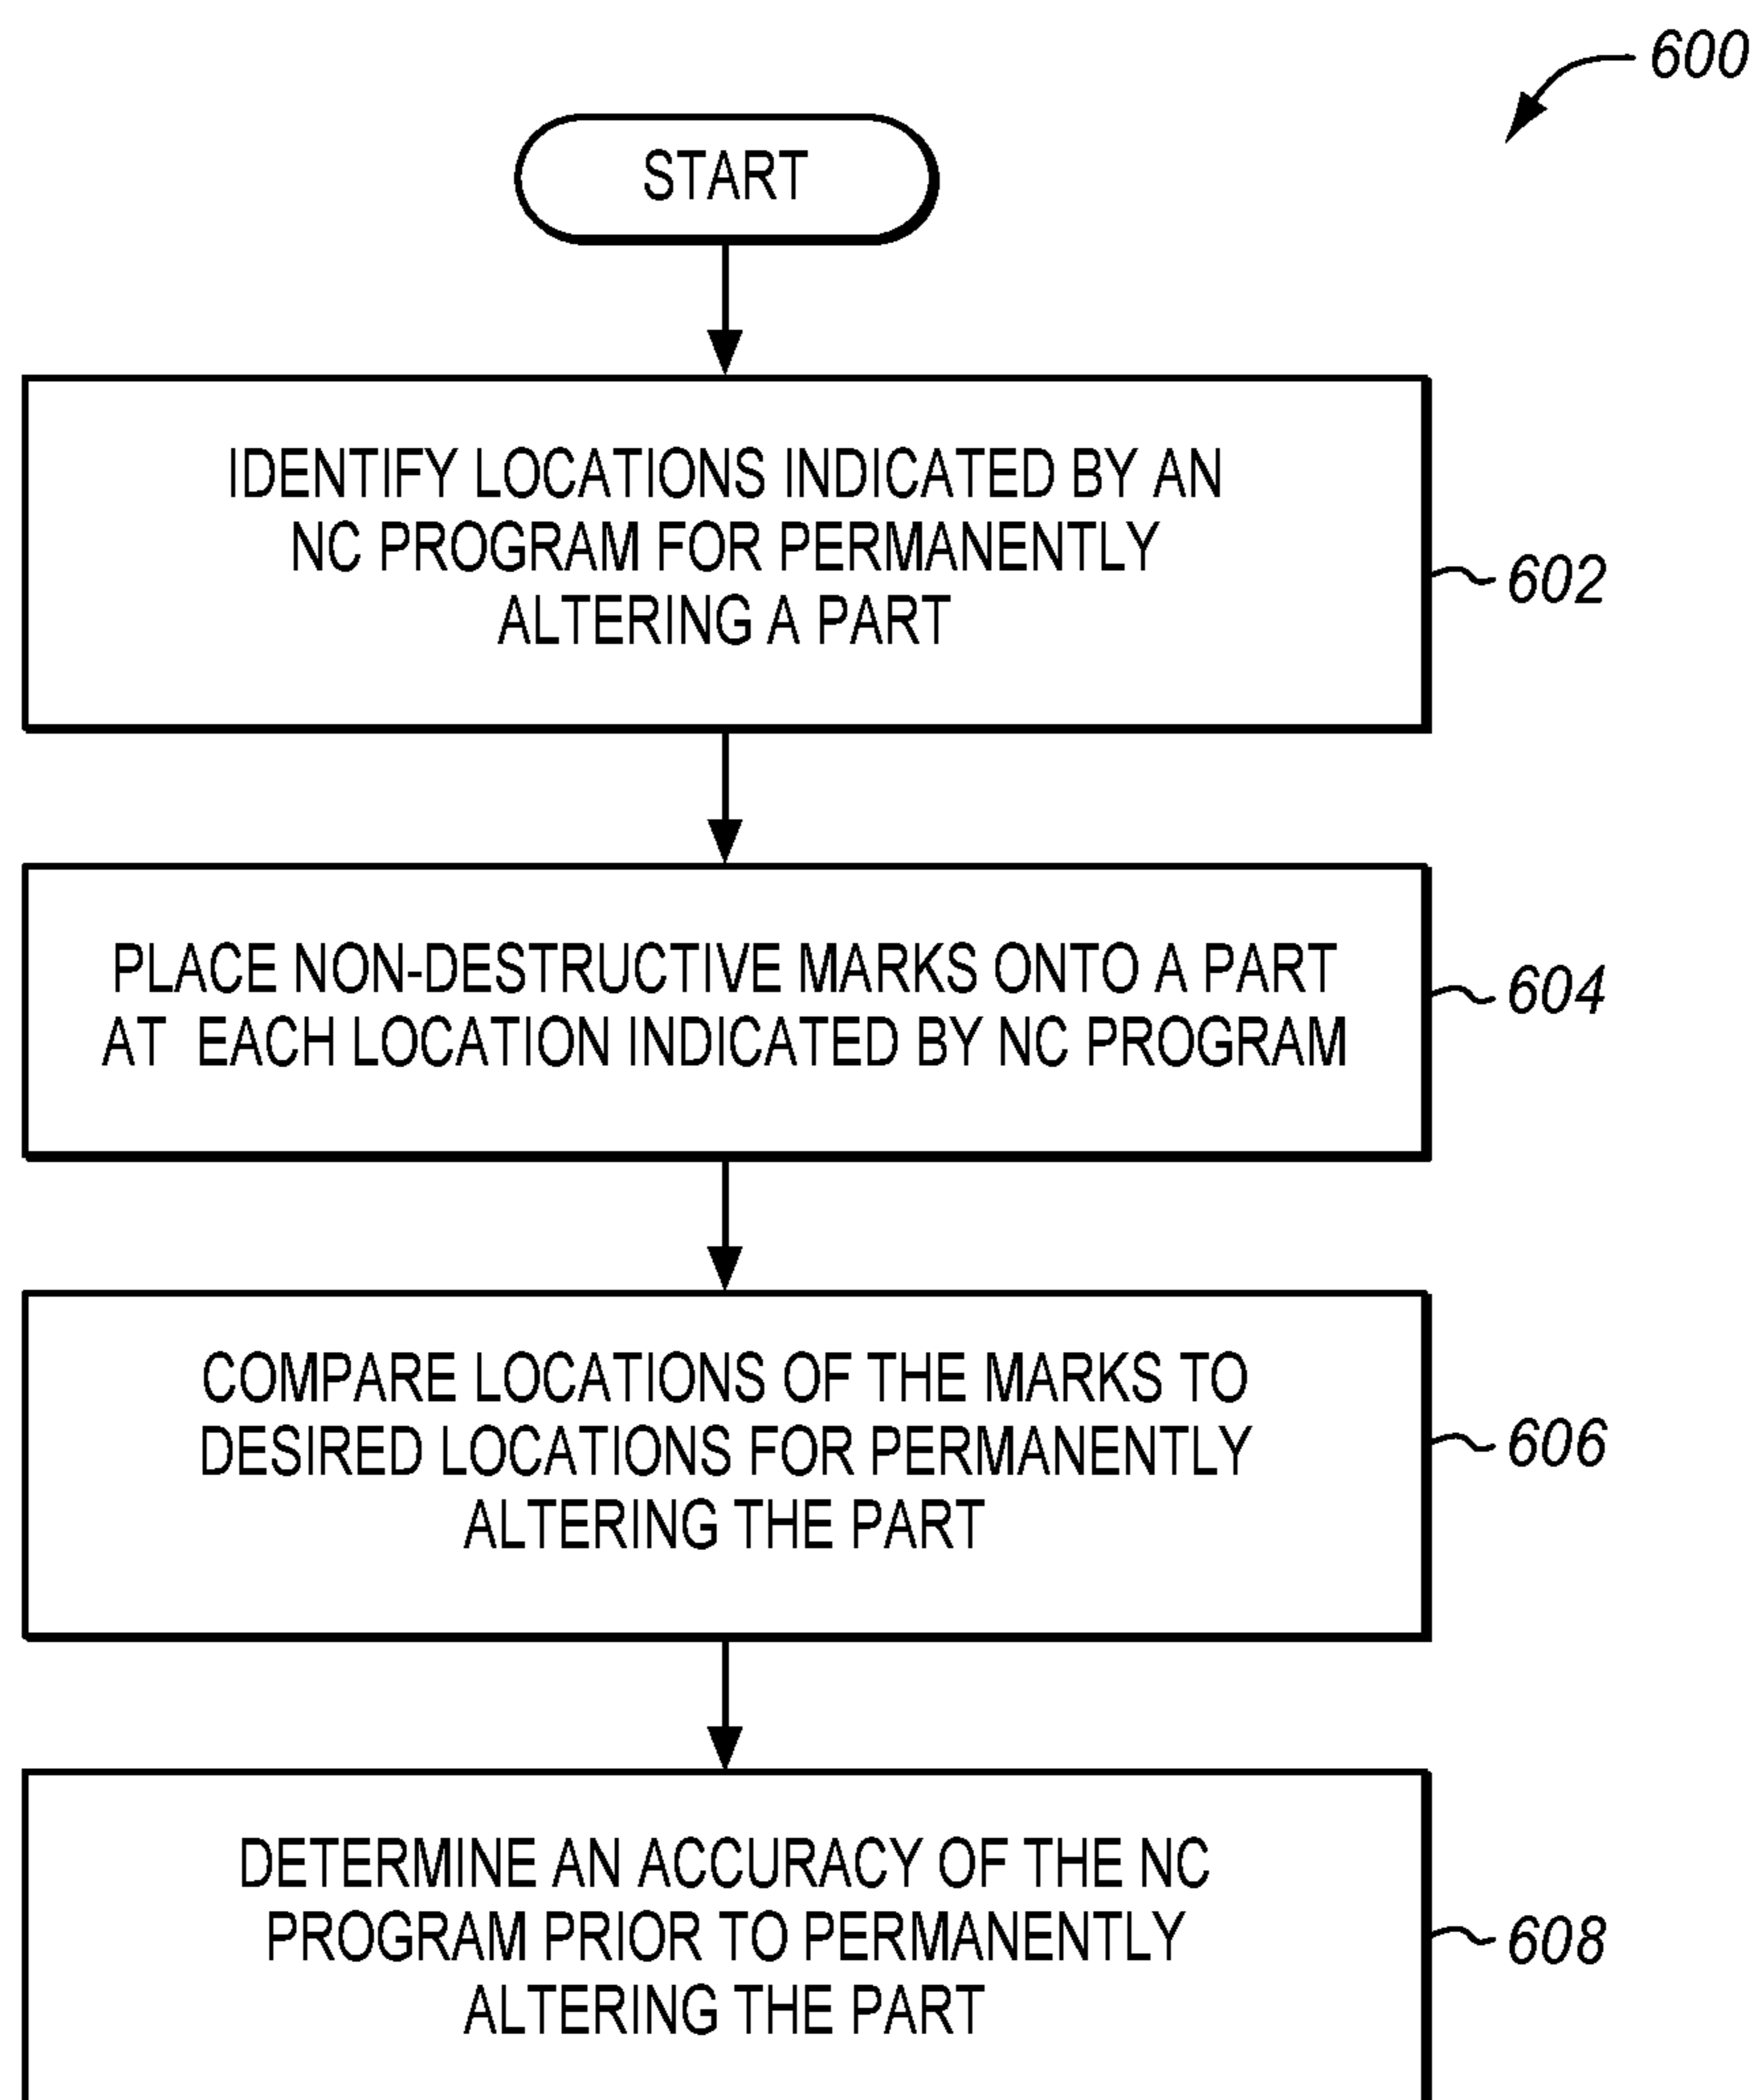 600
START
IDENTIFY LOCATIONS INDICATED BY AN
NC PROGRAM FOR PERMANENTLY
ALTERING A PART
602
PLACE NON-DESTRUCTIVE MARKS ONTO A PART
AT EACH LOCATION INDICATED BY NC PROGRAM
604
COMPARE LOCATIONS OF THE MARKS TO
DESIRED LOCATIONS FOR PERMANENTLY
ALTERING THE PART
606
DETERMINE AN ACCURACY OF THE NC
PROGRAM PRIOR TO PERMANENTLY
ALTERING THE PART
608